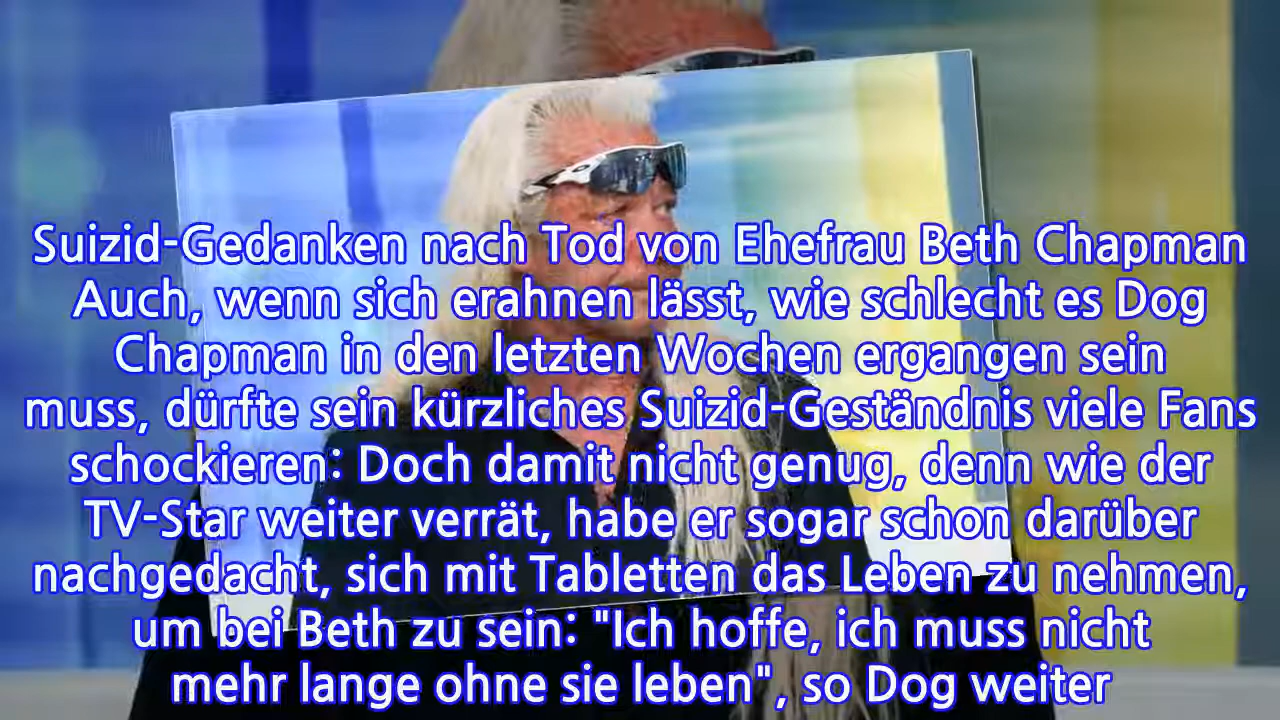 Suizid-Gedanken nach Tod von Ehefrau Beth Chapman
Auch, wenn sich erahnen lässt, wie schlecht es Dog
Chapman in den letzten Wochen ergangen sein
muss, dürfte sein kürzliches Suizid-Geständnis viele Fans
schockieren: Doch damit nicht genug, denn wie der
TV-Star weiter verrät, habe er sogar schon darüber
nachgedacht, sich mit Tabletten das Leben zu nehmen,
um bei Beth zu sein: "Ich hoffe, ich muss nicht
mehr lange ohne sie leben", so Dog weiter